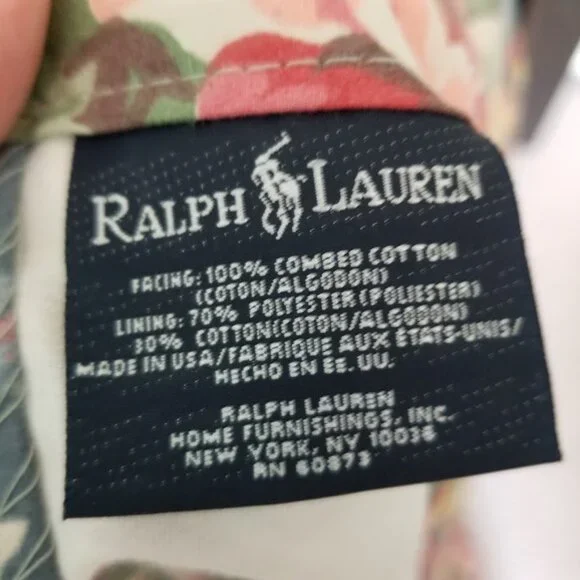 RALPH LAUREN
FACING: 100% COMBED COTTON
(COTON/ALGODON)
LINING: 70% POLYESTER(POLIESTER)
30% COTTON(COTON/ALGODON)
MADE IN USA/FABRIQUE AUX ÉTATS-UNIS/
HECHO EN EE. UU.
RALPH LAUREN
HOME FURNISHINGS, INC.
NEW YORK, NY 10036
RN 60873